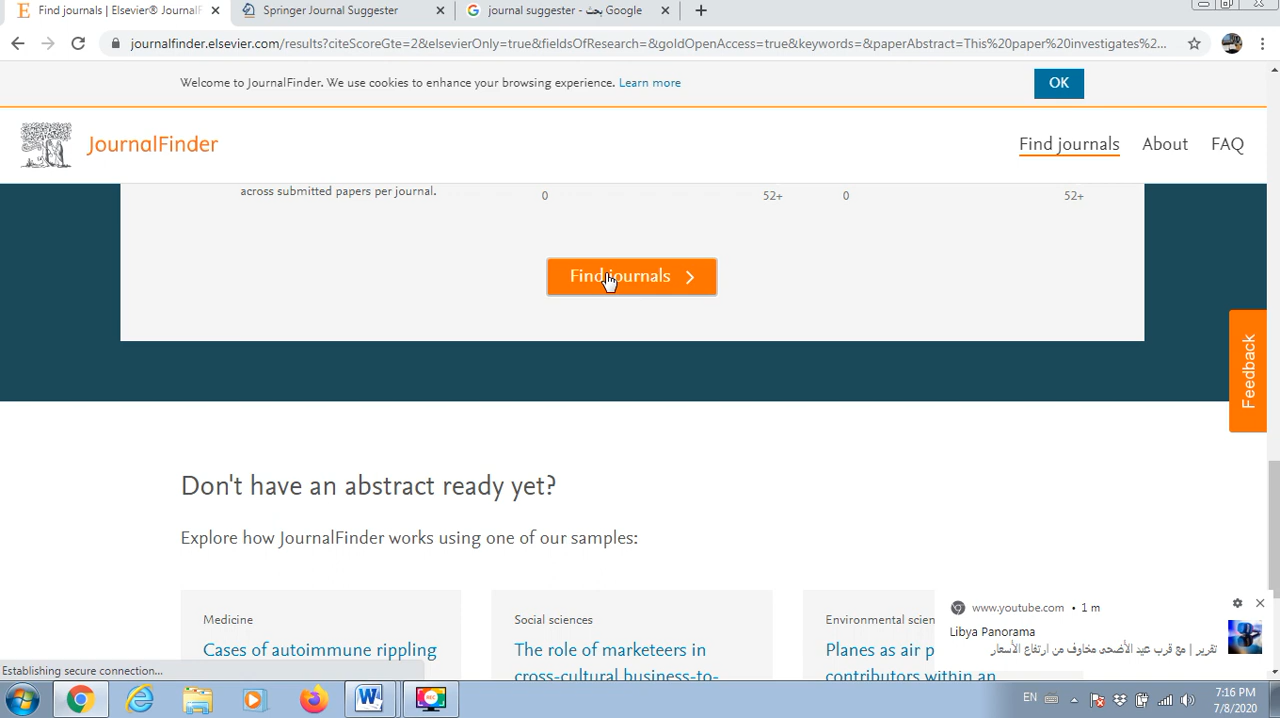 Find journals | Elsevier® Journal
Springer Journal Suggester
journal suggester - بحث Google
journalfinder.elsevier.com/results?citeScoreGte=2&elsevierOnly=true&fieldsOfResearch=&goldOpenAccess=true&keywords=&paperAbstract=This%20paper%20investigates%2...
Welcome to JournalFinder. We use cookies to enhance your browsing experience. Learn more
OK
JournalFinder
Find journals
About
FAQ
across submitted papers per journal.
0
52+
0
52+
Find journals
Feedback
Don't have an abstract ready yet?
Explore how JournalFinder works using one of our samples:
Medicine
Cases of autoimmune rippling
Social sciences
The role of marketeers in
cross-cultural business-to-
Environmental scien
Planes as air p
contributors within an
www.youtube.com • 1 m
Libya Panorama
تقرير | مع قرب عيد الأضحى مخاوف من ارتفاع الأسعار
Establishing secure connection...
EN
7:16 PM
7/8/2020